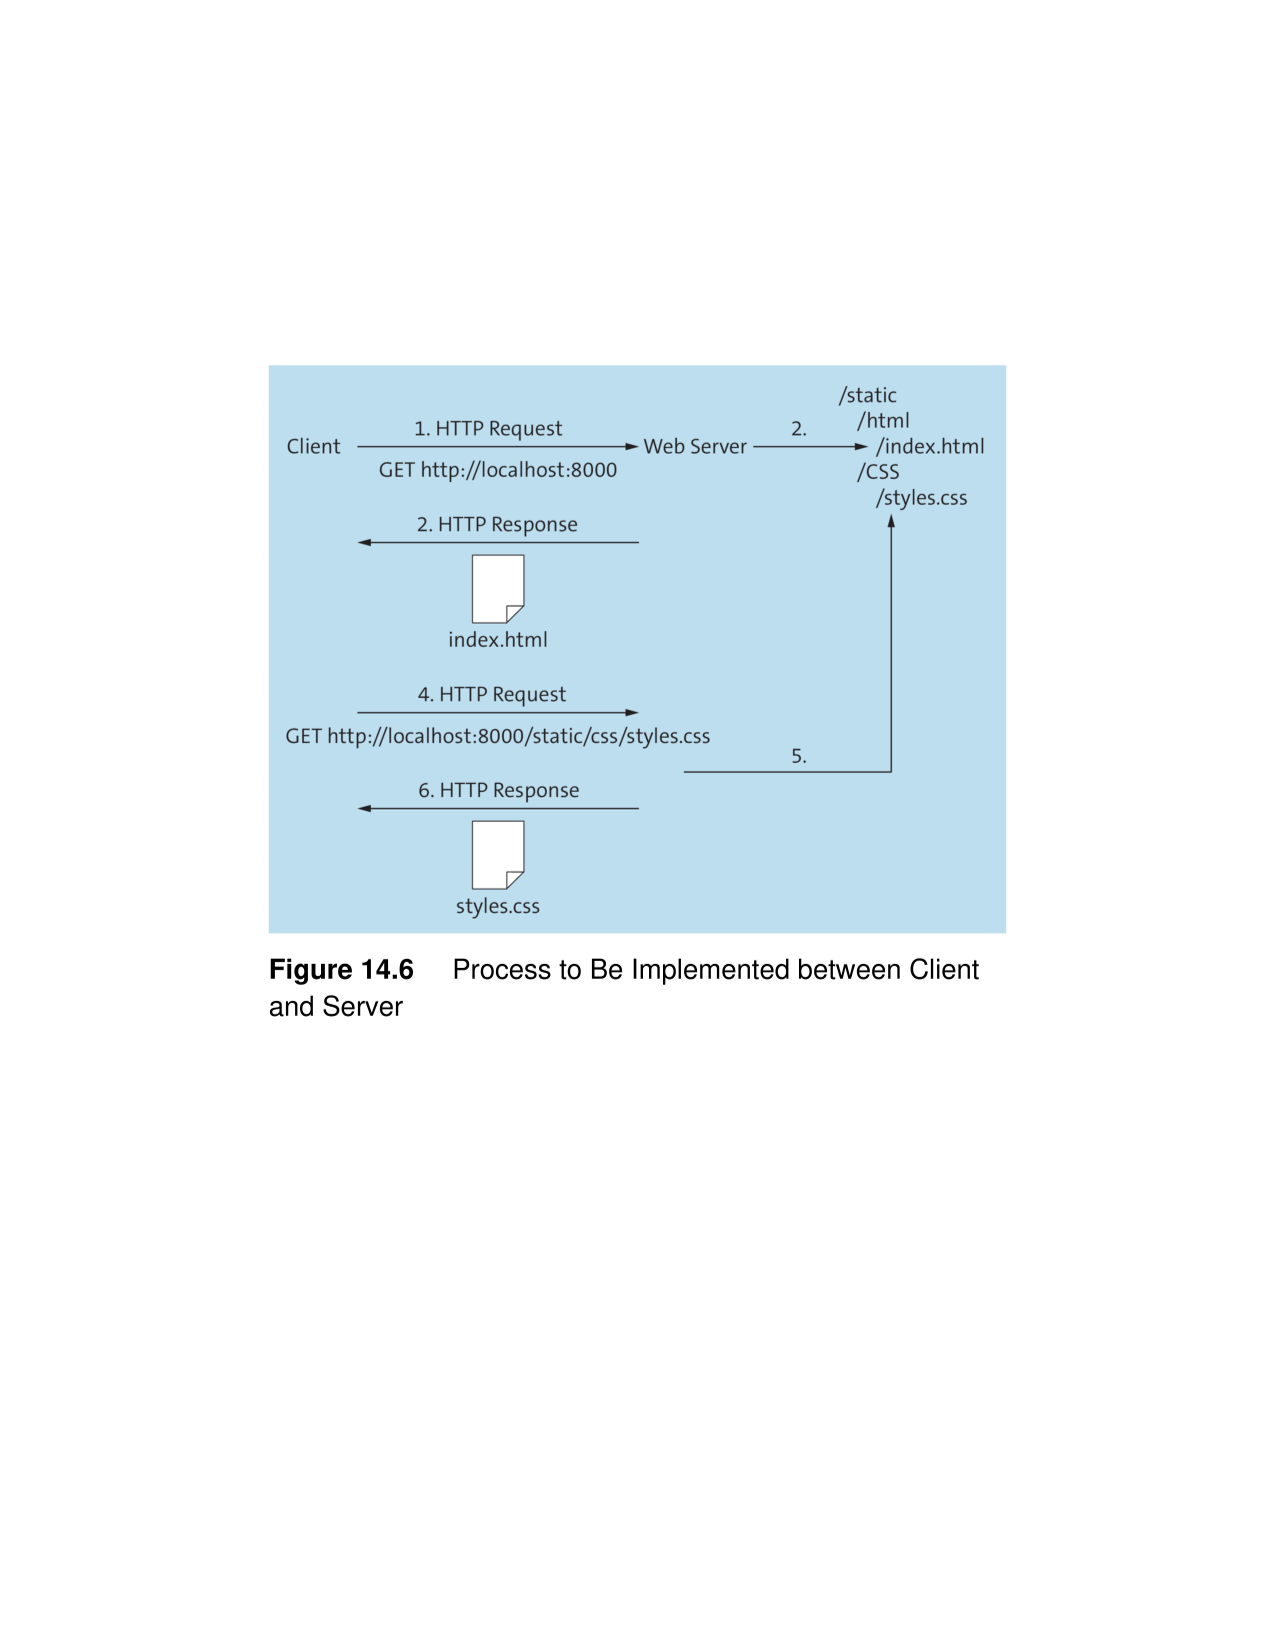 /static
/html
1. HTTP Request
2.
Client
Web Server
/index.html
GET http://localhost:8000
/CSS
/styles.css
2. HTTP Response
index.html
4. HTTP Request
GET http://localhost:8000/static/css/styles.css
5.
6. HTTP Response
styles.css
Figure 14.6 Process to Be Implemented between Client
and Server